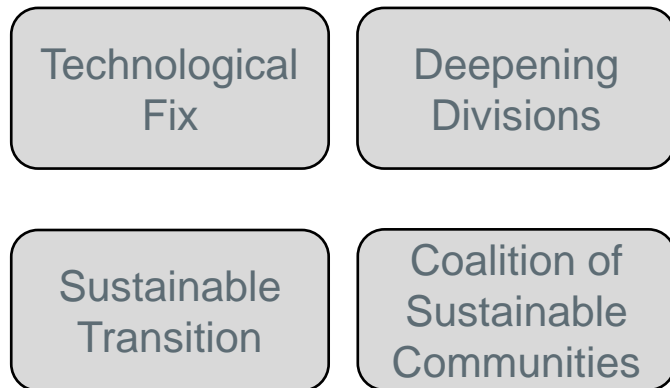 Technological
Fix
Deepening
Divisions
Sustainable
Transition
Coalition of
Sustainable
Communities